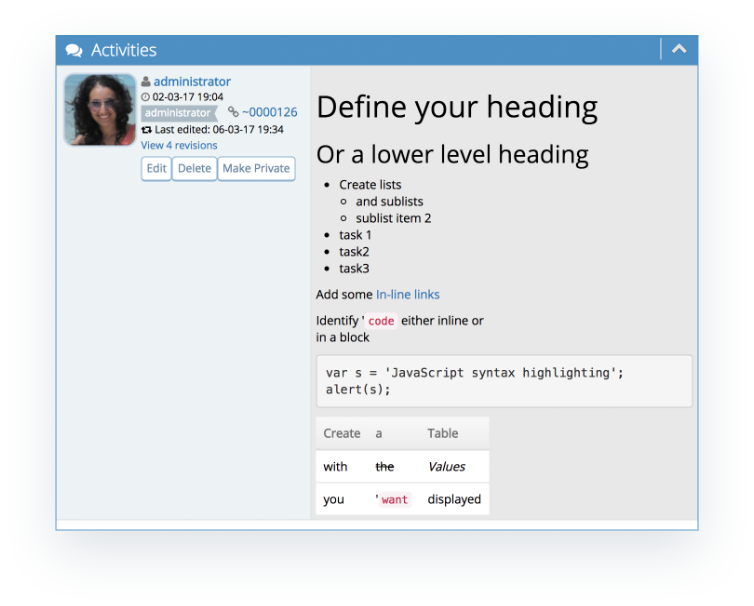 Activities
administrator
02-03-17 19:04
administrator ~0000126
Last edited: 06-03-17 19:34
View 4 revisions
Edit Delete Make Private
Define your heading
Or a lower level heading
Create lists
and sublists
sublist item 2
task 1
task2
task3
Add some In-line links
Identify 'code either inline or
in a block
var s = 'JavaScript syntax highlighting';
alert(s);
Create a Table
with the Values
you 'want displayed